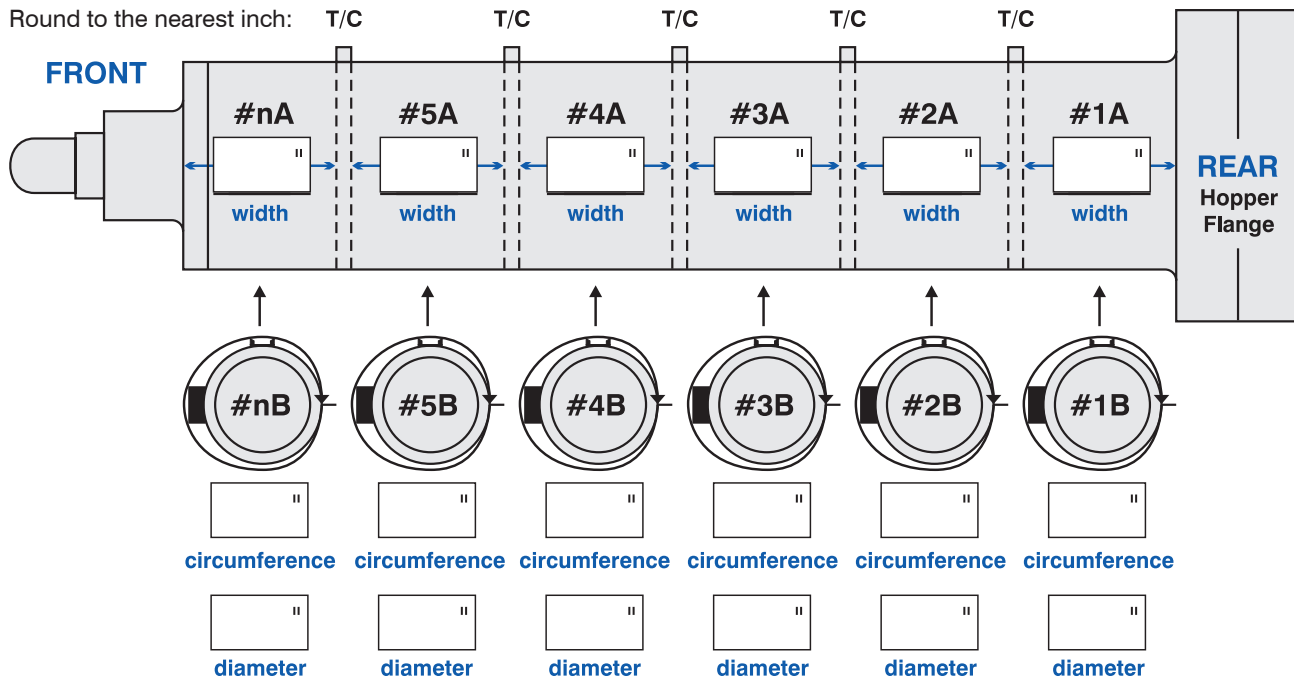 Round to the nearest inch:
T/C T/C T/C T/C T/C
FRONT
#nA #5A #4A #3A #2A #1A
" " " " " "
width width width width width width
REAR
Hopper
Flange
#nB #5B #4B #3B #2B #1B
" " " " " "
circumference circumference circumference circumference circumference circumference
" " " " " "
diameter diameter diameter diameter diameter diameter